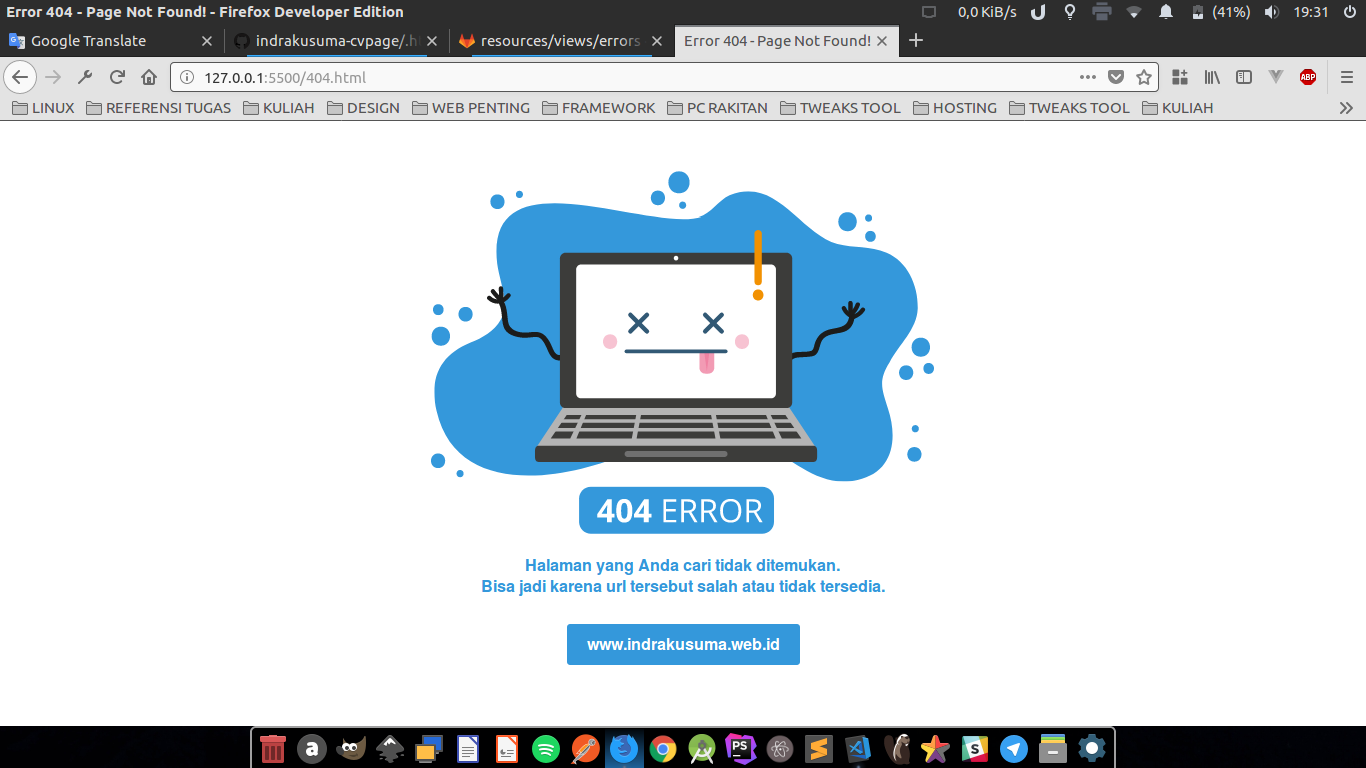 Error 404 - Page Not Found! - Firefox Developer Edition
0,0 KiB/s
(41%)
19:31
Google Translate
indrakusuma-cvpage/.h
resources/views/errors
Error 404 - Page Not Found!
127.0.0.1:5500/404.html
ABP
LINUX
REFERENSI TUGAS
KULIAH
DESIGN
WEB PENTING
FRAMEWORK
PC RAKITAN
TWEAKS TOOL
HOSTING
TWEAKS TOOL
KULIAH
404 ERROR
Halaman yang Anda cari tidak ditemukan.
Bisa jadi karena url tersebut salah atau tidak tersedia.
www.indrakusuma.web.id
a
PS
S